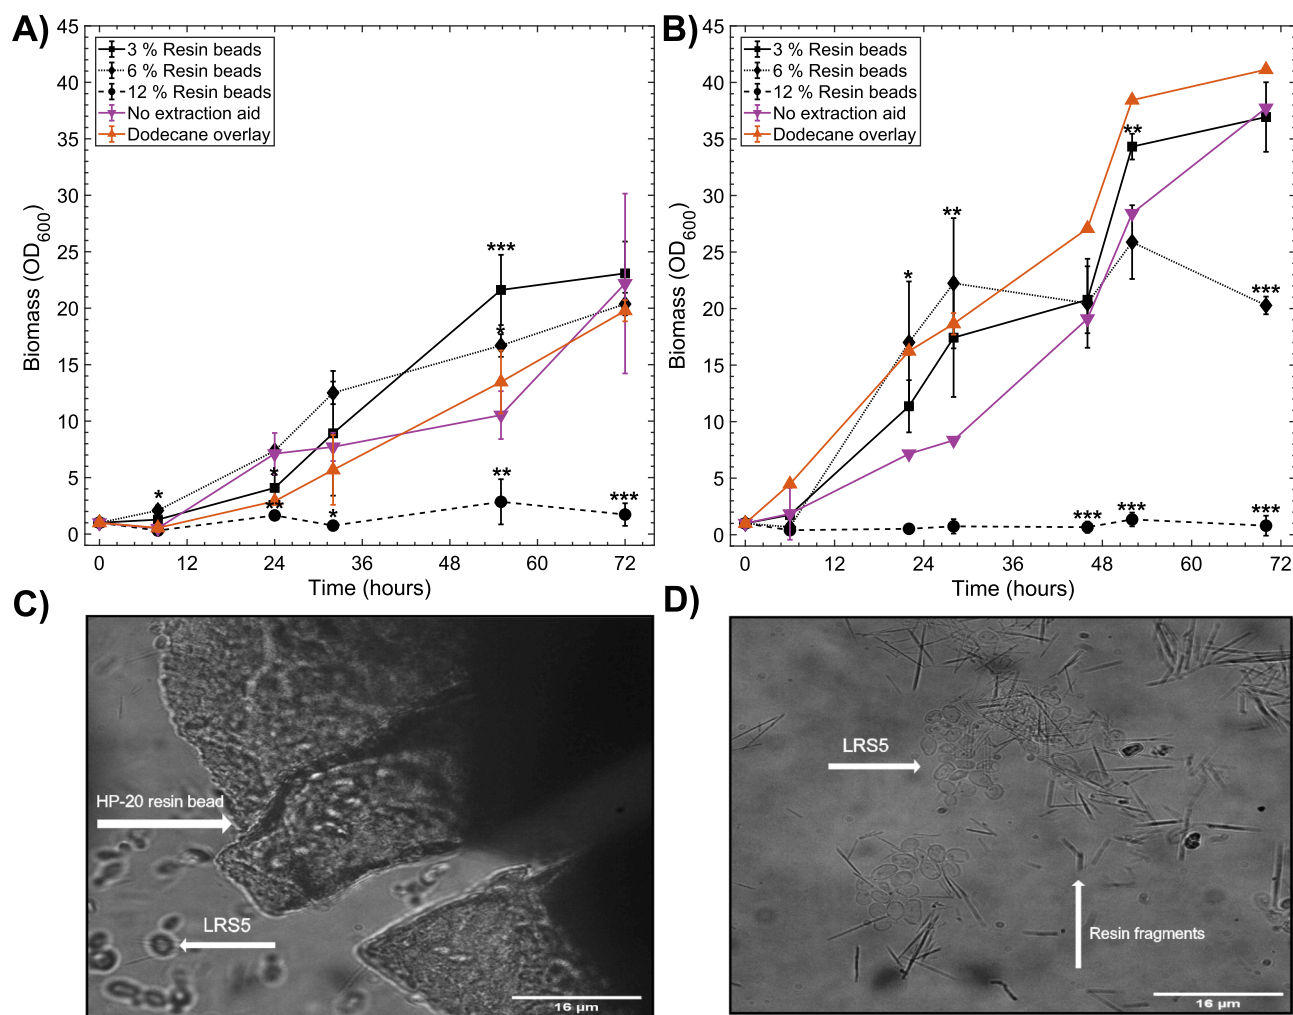 A)
45
40
35
30
25
20
15
10
5
0
Biomass (OD600)
3 % Resin beads
6 % Resin beads
12 % Resin beads
No extraction aid
Dodecane overlay
*
*
**
*
***
*
**
***
0 12 24 36 48 60 72
Time (hours)
B)
45
40
35
30
25
20
15
10
5
0
Biomass (OD600)
3 % Resin beads
6 % Resin beads
12 % Resin beads
No extraction aid
Dodecane overlay
*
**
**
***
***
***
***
0 12 24 36 48 60 72
Time (hours)
C)
HP-20 resin bead
LRS5
16 µm
D)
LRS5
Resin fragments
16 µm